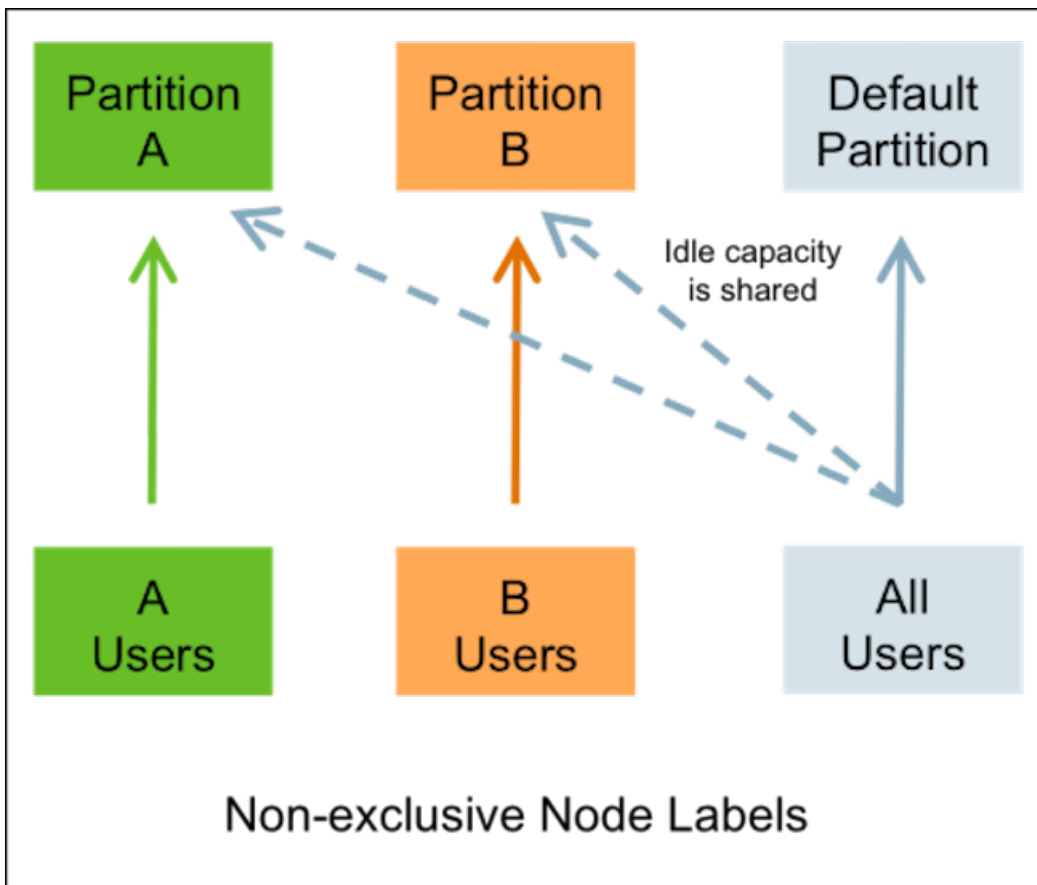 Partition
A
Partition
B
Default
Partition
Idle capacity
is shared
A
Users
B
Users
All
Users
Non-exclusive Node Labels